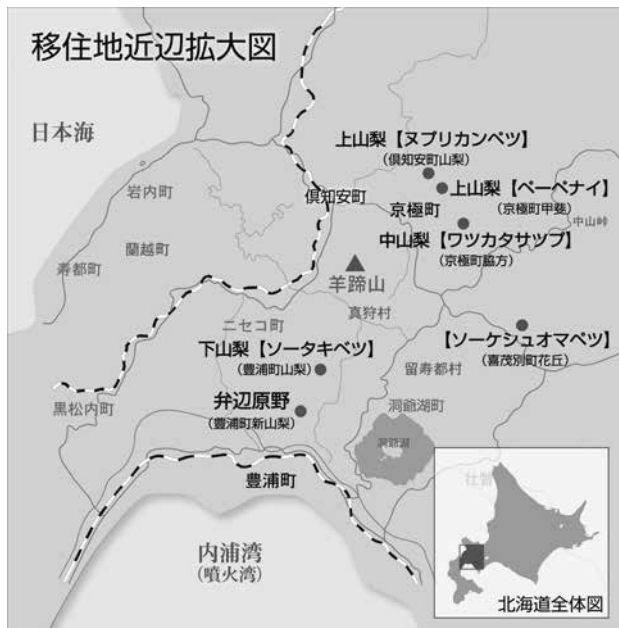 移住地近辺拡大図
日本海
上山梨【ヌプリカンベツ】
(倶知安町山梨)
岩内町
倶知安町
上山梨【ペーペナイ】
京極町
(京極町甲斐)
中山峠
蘭越町
中山梨【ワツカタサツプ】
(京極町脇方)
寿都町
羊蹄山
真狩村
ニセコ町
【ソーケシュオマベツ】
(喜茂別町花丘)
下山梨【ソータキベツ】
(豊浦町山梨)
留寿都村
黒松内町
弁辺原野
(豊浦町新山梨)
洞爺湖町
洞爺湖
豊浦町
壮瞥
内浦湾
(噴火湾)
北海道全体図